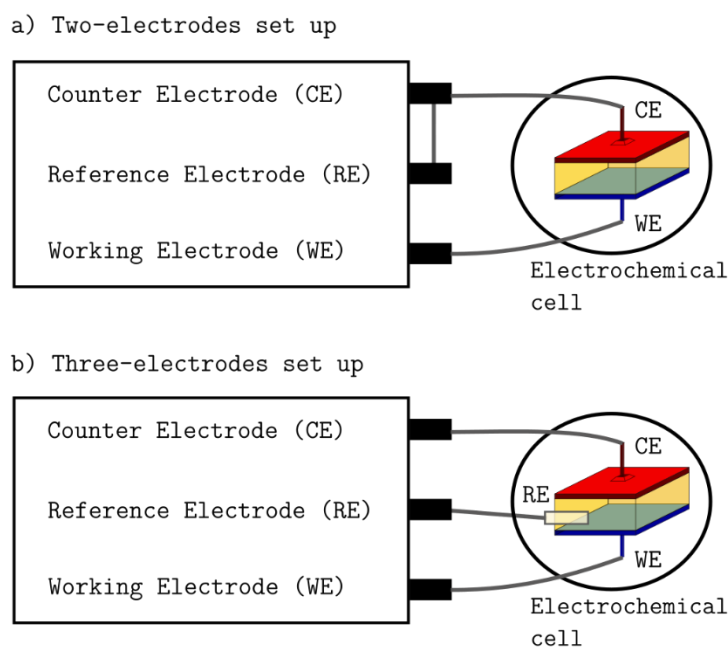 a) Two-electrodes set up
Counter Electrode (CE)
CE
Reference Electrode (RE)
Working Electrode (WE)
WE
Electrochemical
cell
b) Three-electrodes set up
Counter Electrode (CE)
CE
RE
Reference Electrode (RE)
WE
Working Electrode (WE)
Electrochemical
cell